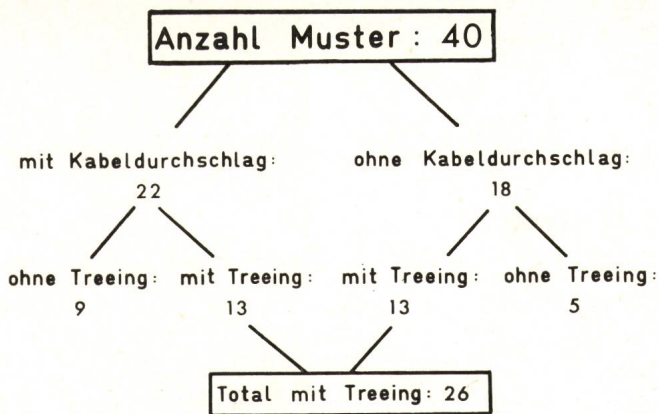 Anzahl Muster: 40
mit Kabeldurchschlag: ohne Kabeldurchschlag:
22 18
ohne Treeing: mit Treeing: mit Treeing: ohne Treeing:
9 13 13 5
Total mit Treeing: 26